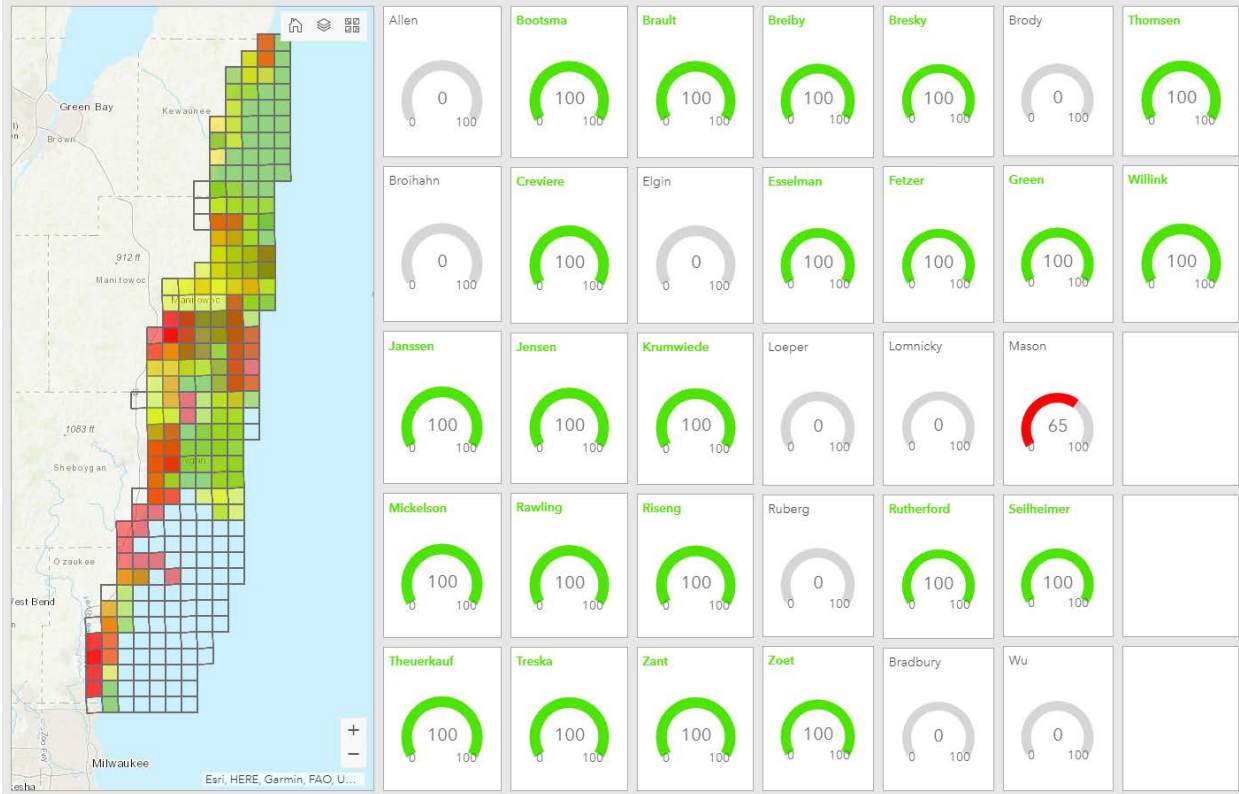 Green Bay
Kewaunee
Brown
912 ft
Manitowoc
Manitowoc
1083 ft
Sheboygan
Ozaukee
West Bend
Milwaukee
+
−
Esri, HERE, Garmin, FAO, U...
Allen
0
0 100
Bootsma
100
0 100
Brault
100
0 100
Breiby
100
0 100
Bresky
100
0 100
Brody
0
0 100
Thomsen
100
0 100
Broihahn
0
0 100
Creviere
100
0 100
Elgin
0
0 100
Esselman
100
0 100
Fetzer
100
0 100
Green
100
0 100
Willink
100
0 100
Janssen
100
0 100
Jensen
100
0 100
Krumwiede
100
0 100
Loeper
0
0 100
Lomnicky
0
0 100
Mason
65
0 100
Mickelson
100
0 100
Rawling
100
0 100
Riseng
100
0 100
Ruberg
0
0 100
Rutherford
100
0 100
Seilheimer
100
0 100
Theuerkauf
100
0 100
Treska
100
0 100
Zant
100
0 100
Zoet
100
0 100
Bradbury
0
0 100
Wu
0
0 100